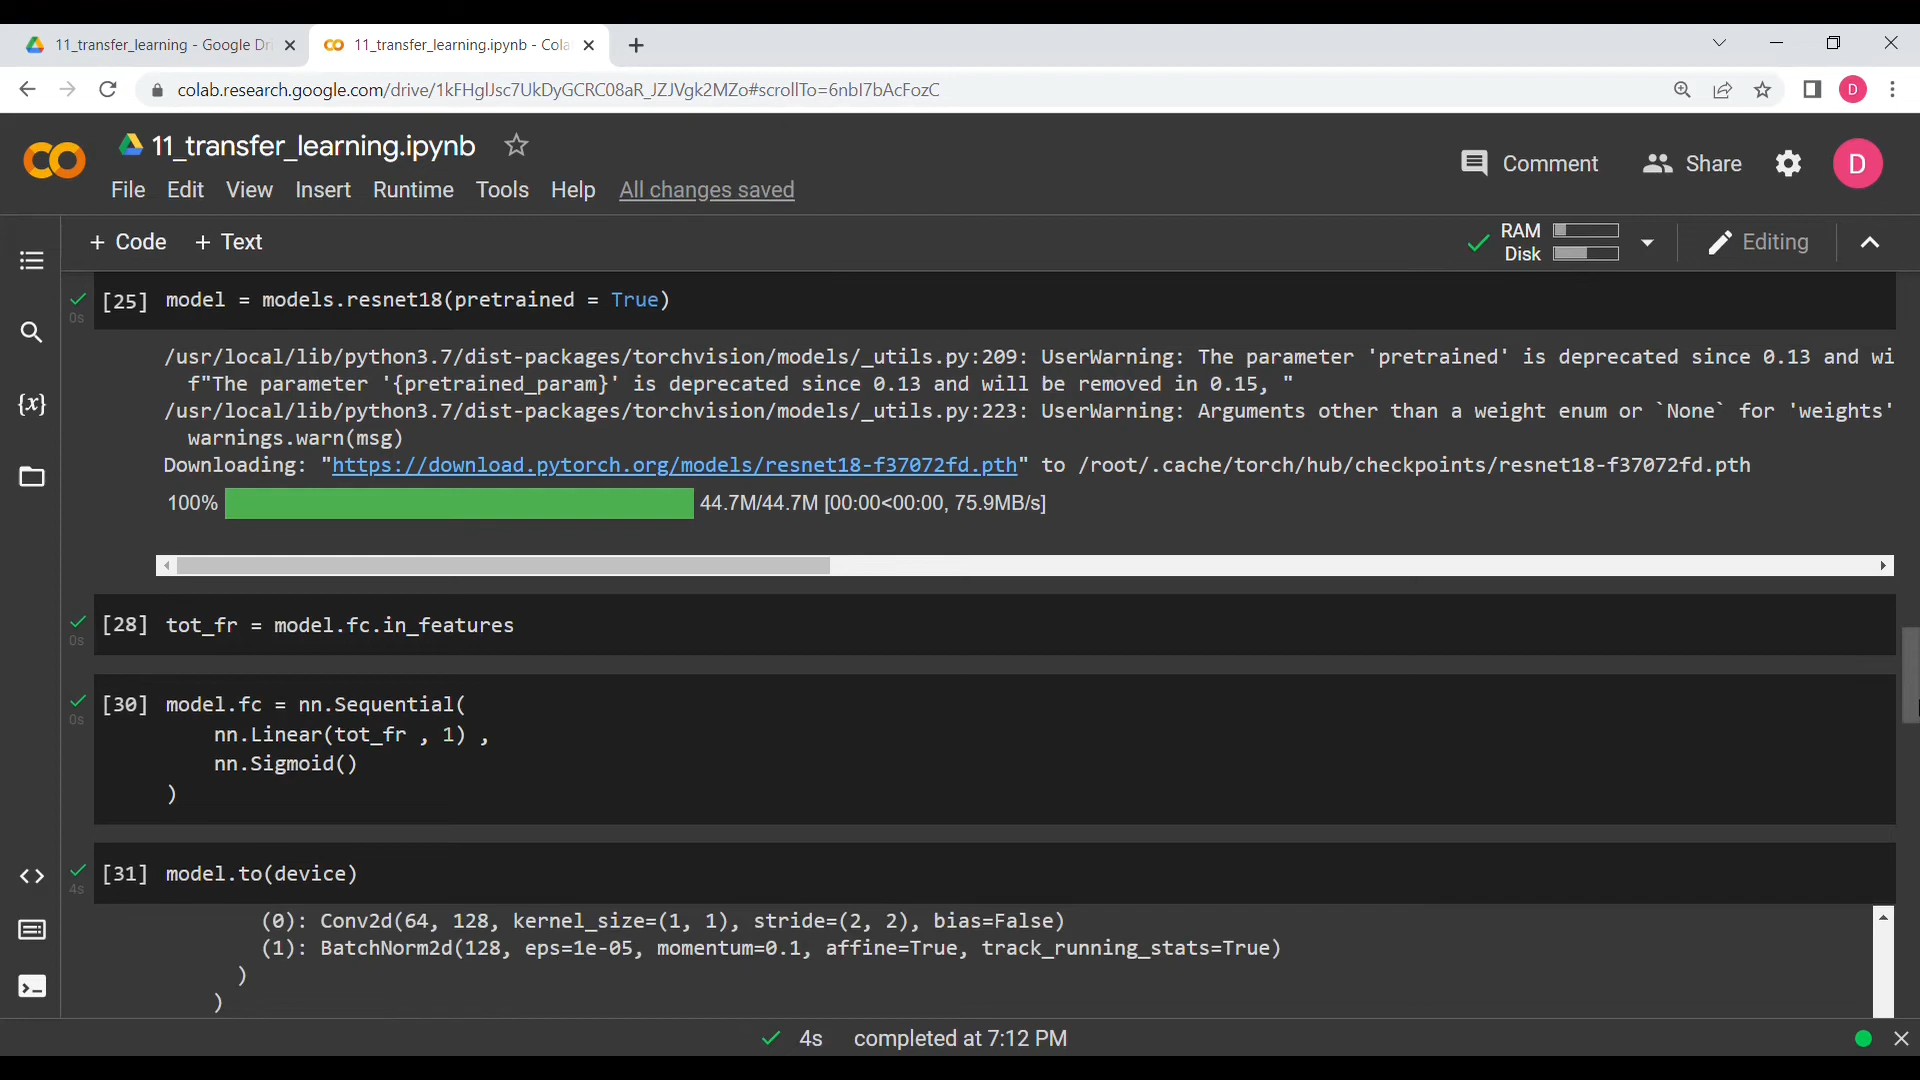 11_transfer_learning - Google Dr
11_transfer_learning.ipynb - Cola
colab.research.google.com/drive/1kFHglJsc7UkDyGCRC08aR_JZJVgk2MZo#scrollTo=6nbI7bAcFozC
D
11_transfer_learning.ipynb
Comment
Share
D
File Edit View Insert Runtime Tools Help All changes saved
+ Code + Text
RAM
Disk
Editing
[25] model = models.resnet18(pretrained = True)
0s
/usr/local/lib/python3.7/dist-packages/torchvision/models/_utils.py:209: UserWarning: The parameter 'pretrained' is deprecated since 0.13 and wi
f"The parameter '{pretrained_param}' is deprecated since 0.13 and will be removed in 0.15, "
/usr/local/lib/python3.7/dist-packages/torchvision/models/_utils.py:223: UserWarning: Arguments other than a weight enum or `None` for 'weights'
warnings.warn(msg)
Downloading: "https://download.pytorch.org/models/resnet18-f37072fd.pth" to /root/.cache/torch/hub/checkpoints/resnet18-f37072fd.pth
100% 44.7M/44.7M [00:00<00:00, 75.9MB/s]
[28] tot_fr = model.fc.in_features
0s
[30] model.fc = nn.Sequential(
0s
nn.Linear(tot_fr , 1) ,
nn.Sigmoid()
)
[31] model.to(device)
4s
(0): Conv2d(64, 128, kernel_size=(1, 1), stride=(2, 2), bias=False)
(1): BatchNorm2d(128, eps=1e-05, momentum=0.1, affine=True, track_running_stats=True)
)
)
4s completed at 7:12 PM